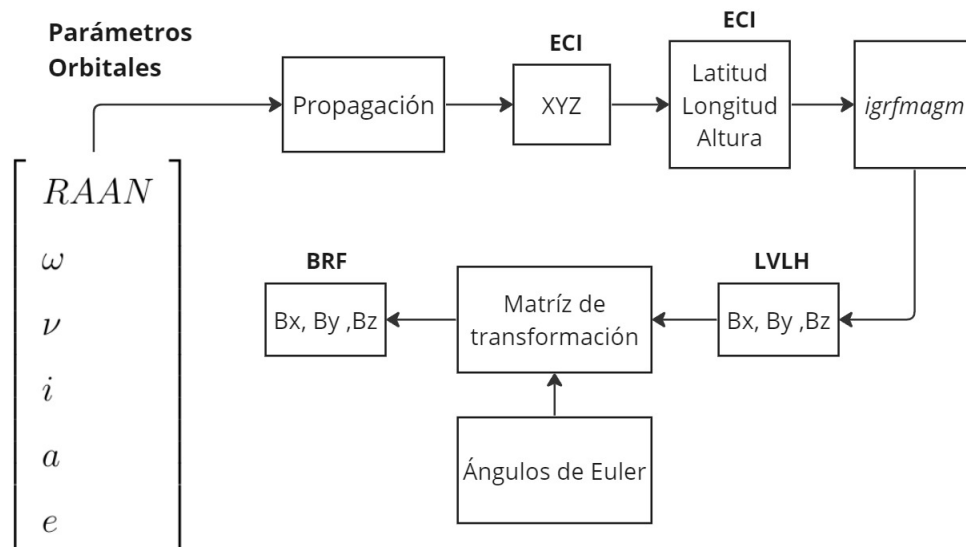 Parámetros
Orbitales
RAAN
ω
ν
i
a
e
Propagación
ECI
XYZ
ECI
Latitud
Longitud
Altura
igrfmagm
LVLH
Bx, By ,Bz
Matríz de
transformación
Ángulos de Euler
BRF
Bx, By ,Bz